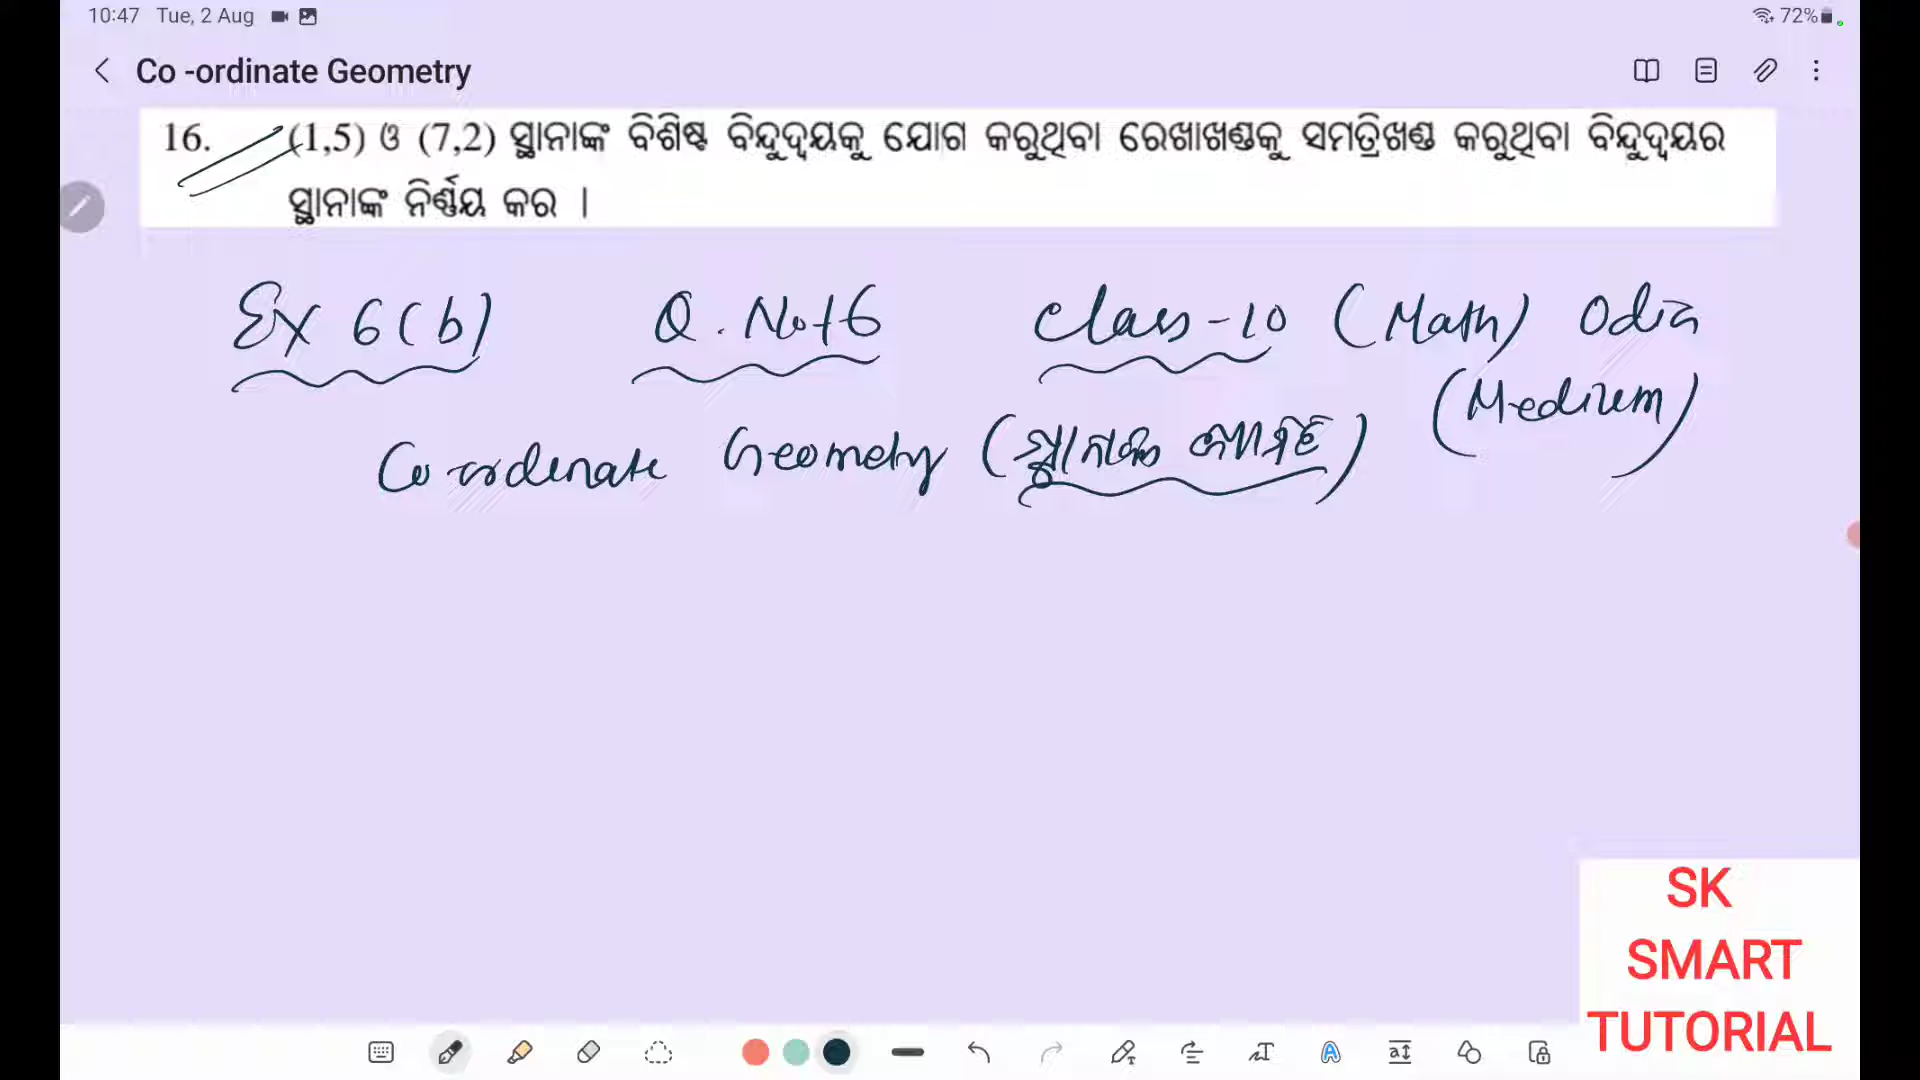 10:47 Tue, 2 Aug 72%
Co -ordinate Geometry
16. (1,5) ଓ (7,2) ସ୍ଥାନାଙ୍କ ବିଶିଷ୍ଟ ବିନ୍ଦୁଦ୍ୱୟକୁ ଯୋଗ କରୁଥିବା ରେଖାଖଣ୍ଡକୁ ସମତ୍ରିଖଣ୍ଡ କରୁଥିବା ବିନ୍ଦୁଦ୍ୱୟର
ସ୍ଥାନାଙ୍କ ନିର୍ଣ୍ଣୟ କର ।
Ex 6(b) Q. No 16 Class-10 (Math) Odia
(Medium)
Co ordenate Geometry (ସ୍ଥାନାଙ୍କ ଜ୍ୟାମିତି)
SK
SMART
TUTORIAL